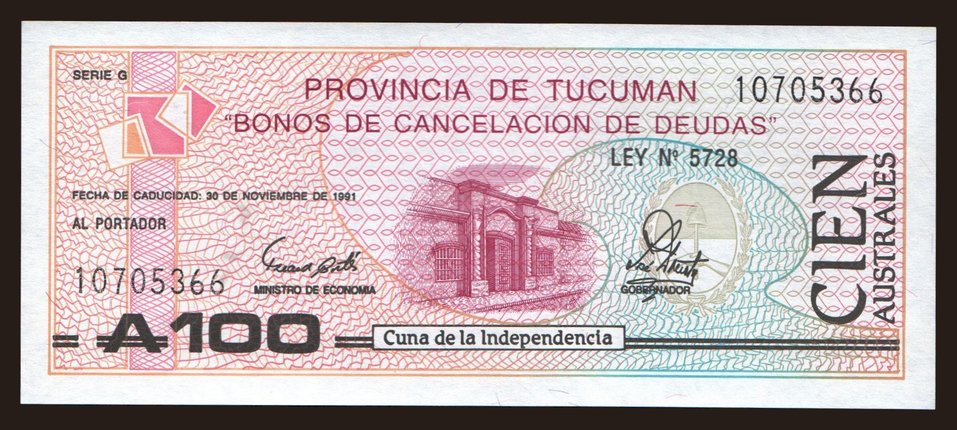 SERIE G
PROVINCIA DE TUCUMAN
10705366
"BONOS DE CANCELACION DE DEUDAS"
LEY Nº 5728
FECHA DE CADUCIDAD: 30 DE NOVIEMBRE DE 1991
AL PORTADOR
10705366
MINISTRO DE ECONOMIA
GOBERNADOR
CIEN
AUSTRALES
A100
Cuna de la Independencia